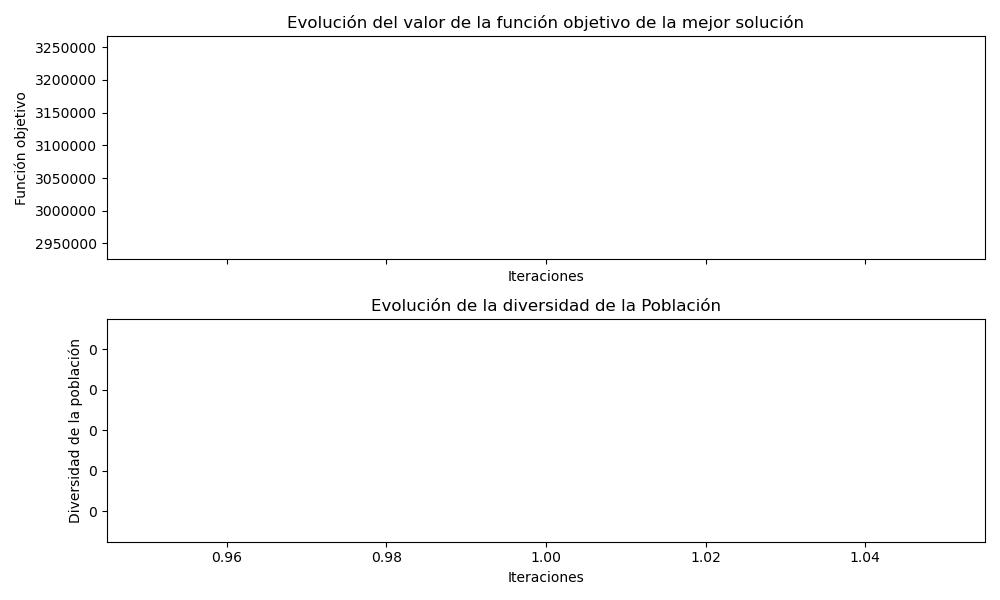 Evolución del valor de la función objetivo de la mejor solución
Función objetivo
3250000
3200000
3150000
3100000
3050000
3000000
2950000
Iteraciones
Evolución de la diversidad de la Población
Diversidad de la población
0
0
0
0
0
0.96 0.98 1.00 1.02 1.04
Iteraciones